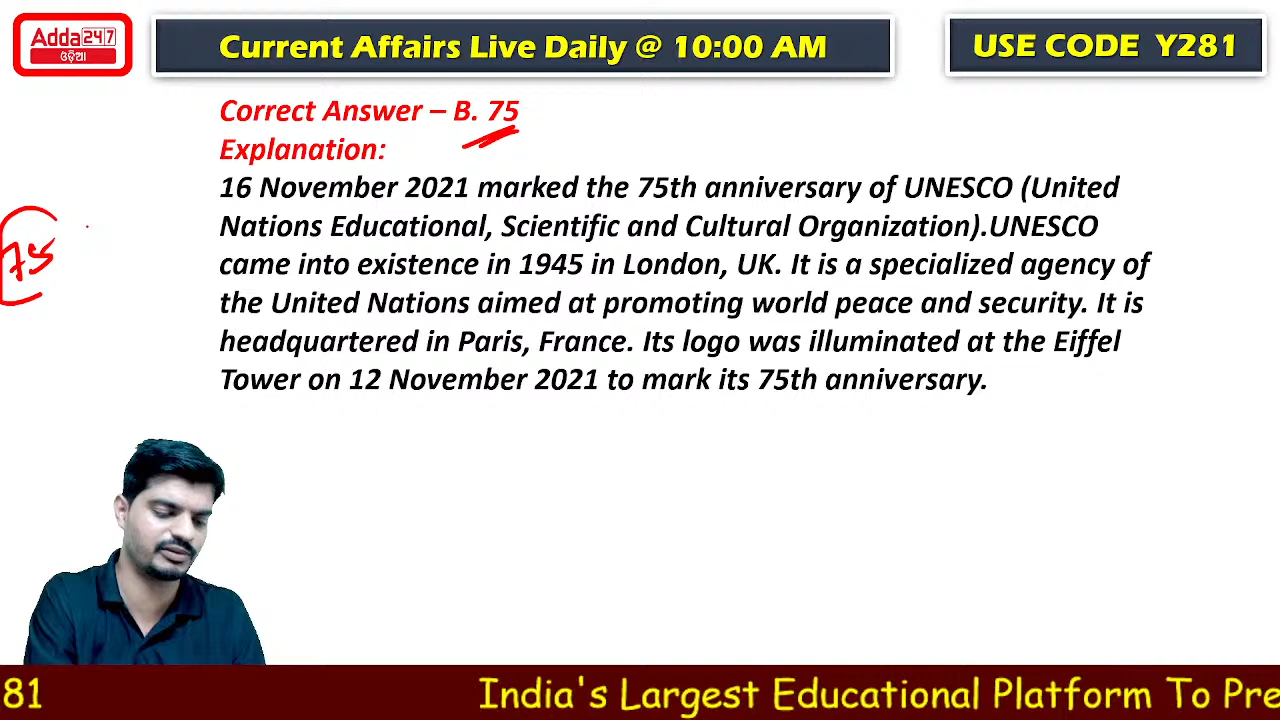 Adda 247
ଓଡ଼ିଆ
Current Affairs Live Daily @ 10:00 AM
USE CODE Y281
Correct Answer – B. 75
Explanation:
16 November 2021 marked the 75th anniversary of UNESCO (United
Nations Educational, Scientific and Cultural Organization).UNESCO
came into existence in 1945 in London, UK. It is a specialized agency of
the United Nations aimed at promoting world peace and security. It is
headquartered in Paris, France. Its logo was illuminated at the Eiffel
Tower on 12 November 2021 to mark its 75th anniversary.
75
81
India's Largest Educational Platform To Pre